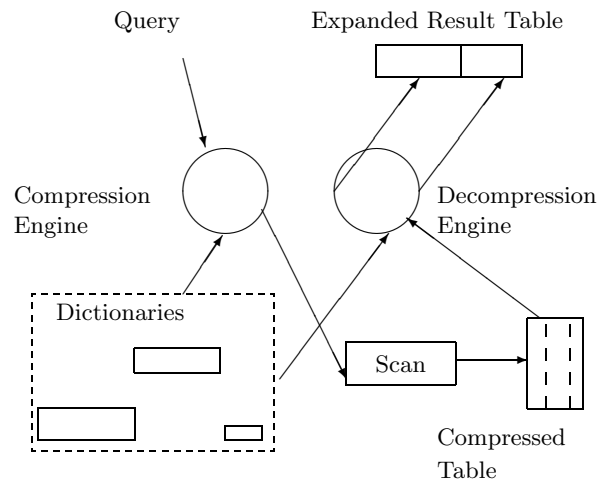 Query
Expanded Result Table
Compression
Engine
Decompression
Engine
Dictionaries
Scan
Compressed
Table